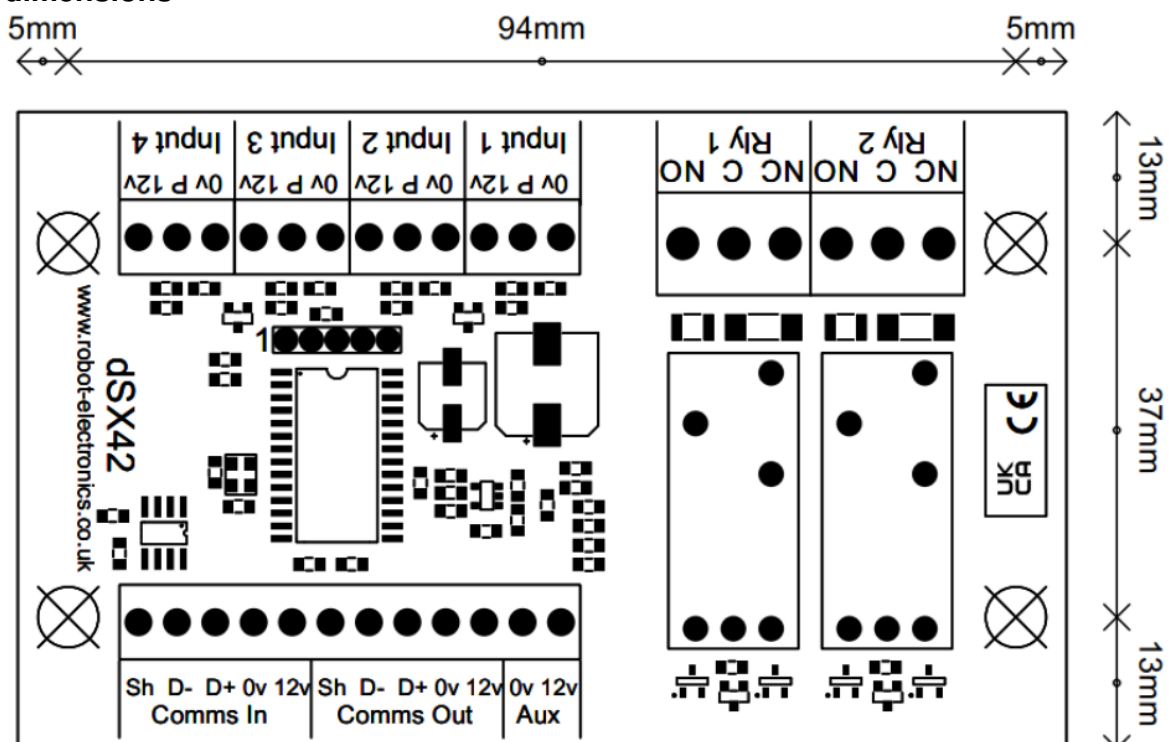 dimensions
5mm 94mm 5mm
Input 4 Input 3 Input 2 Input 1
12v P 0v 12v P 0v 12v P 0v 12v P 0v
Rly 1 Rly 2
NO C NC NO C NC
13mm
37mm
13mm
1
www.robot-electronics.co.uk
dSX42
CE
UK
CA
Sh D- D+ 0v 12v Sh D- D+ 0v 12v 0v 12v
Comms In Comms Out Aux